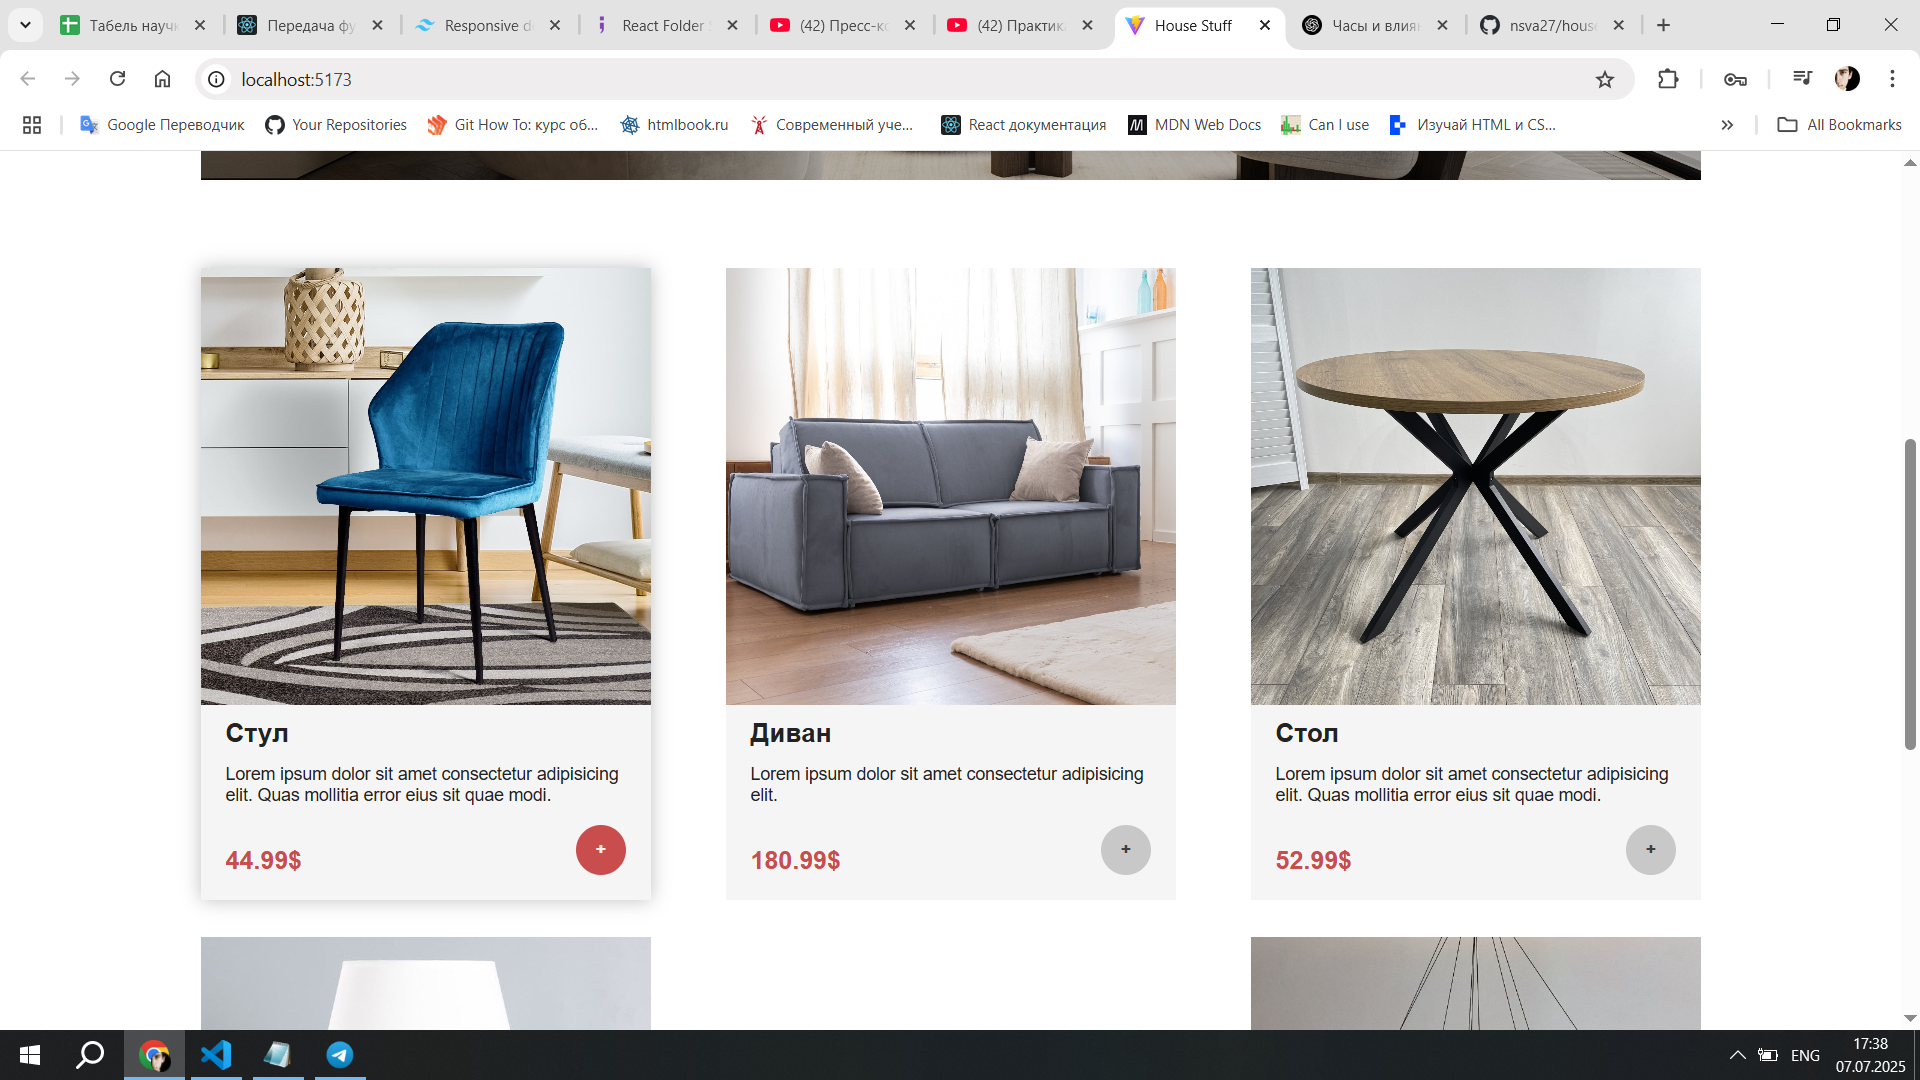 Табель науч
Передача фу
Responsive d
React Folder S
(42) Пресс-ко
(42) Практика
House Stuff
Часы и влия
nsva27/house
localhost:5173
Google Переводчик
Your Repositories
Git How To: курс об...
htmlbook.ru
Современный уче...
React документация
MDN Web Docs
Can I use
Изучай HTML и CS...
All Bookmarks
Стул
Lorem ipsum dolor sit amet consectetur adipisicing
elit. Quas mollitia error eius sit quae modi.
44.99$
+
Диван
Lorem ipsum dolor sit amet consectetur adipisicing
elit.
180.99$
+
Стол
Lorem ipsum dolor sit amet consectetur adipisicing
elit. Quas mollitia error eius sit quae modi.
52.99$
+
ENG
17:38
07.07.2025